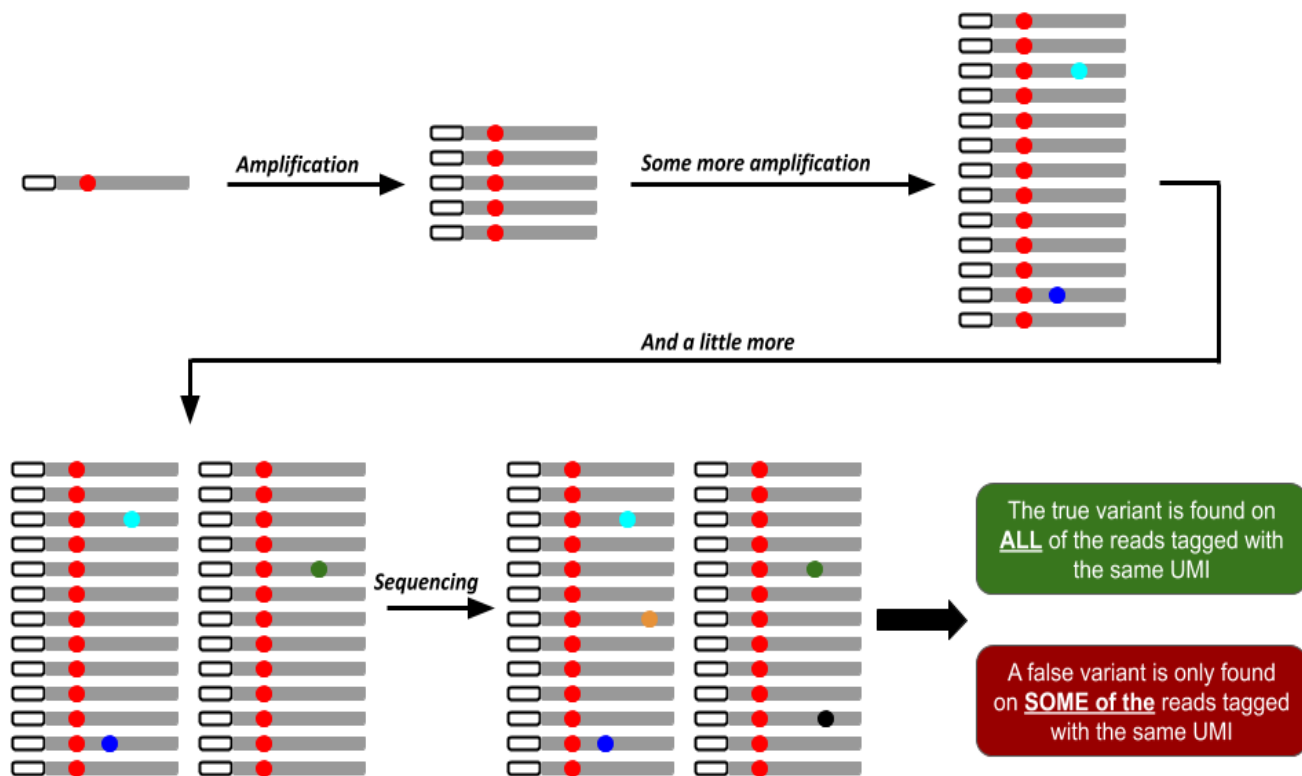 Amplification
Some more amplification
And a little more
Sequencing
The true variant is found on
ALL of the reads tagged with
the same UMI
A false variant is only found
on SOME of the reads tagged
with the same UMI